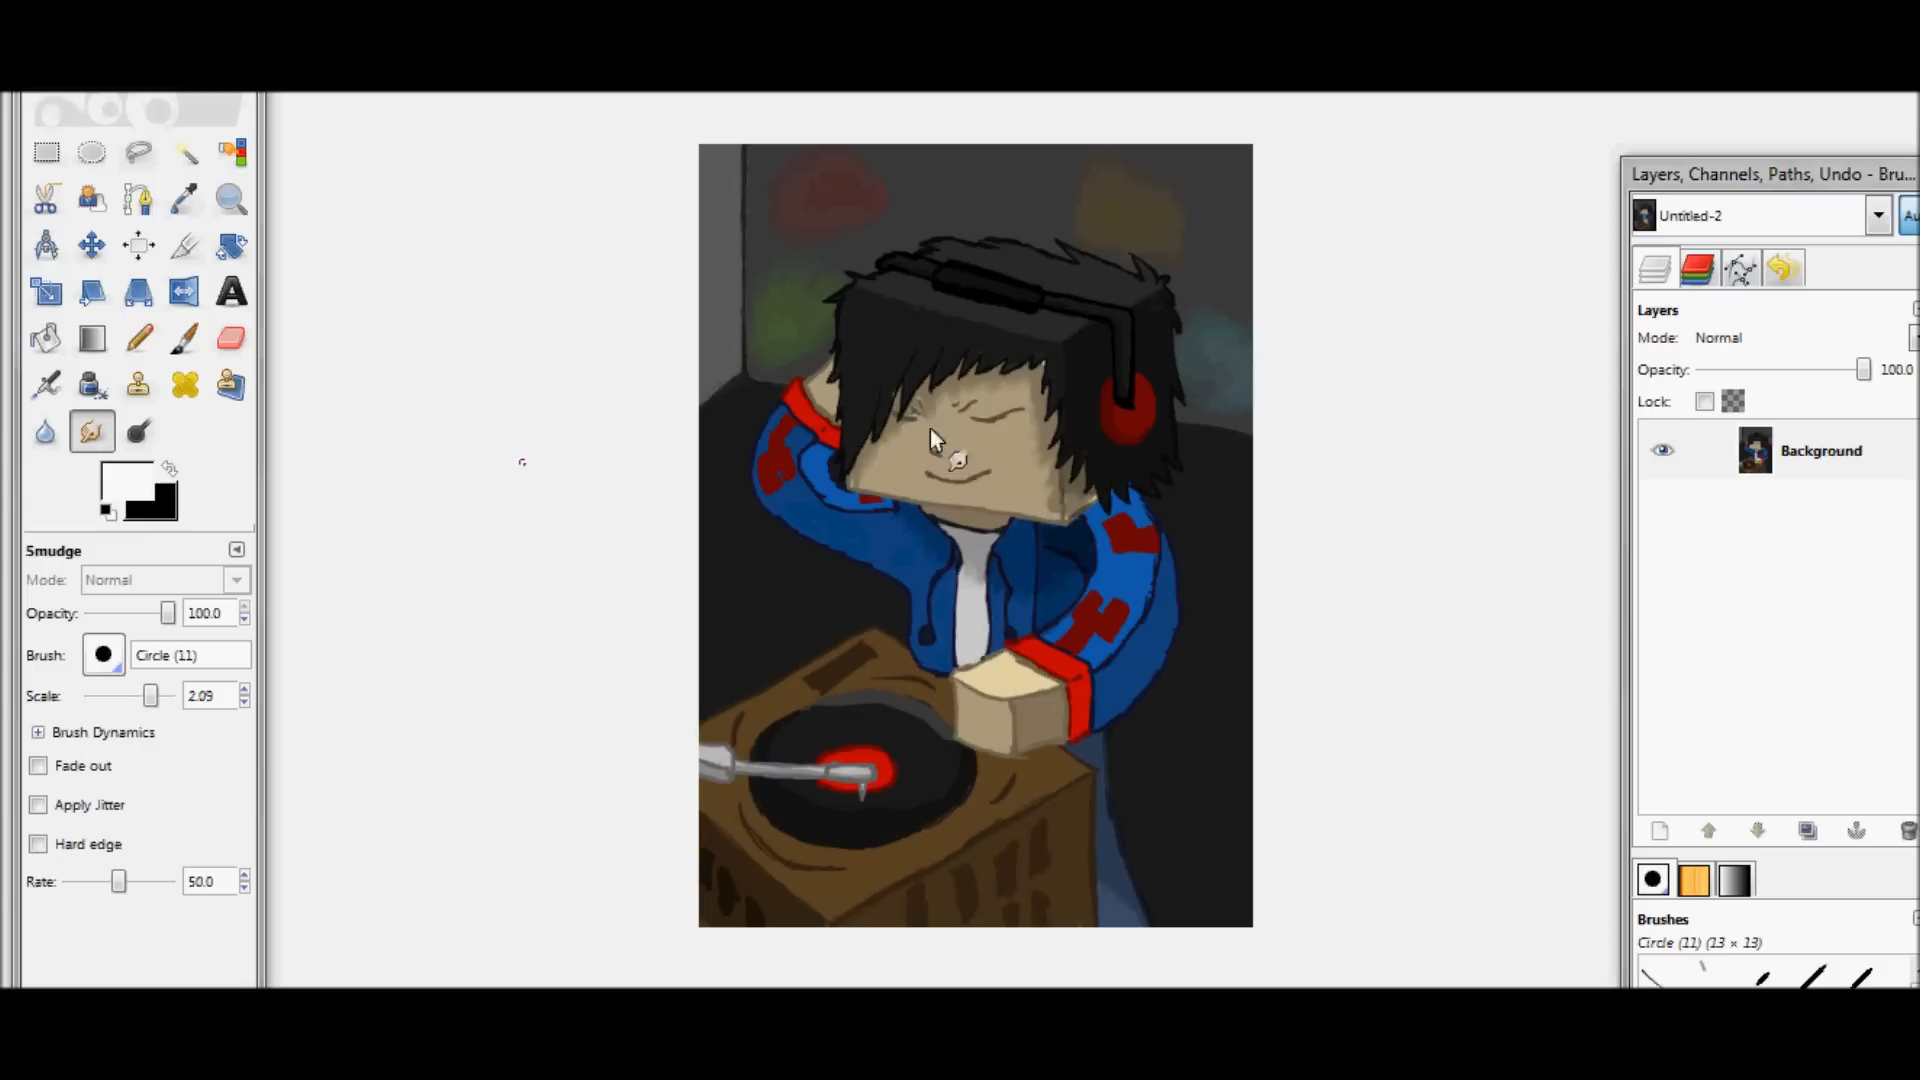 Smudge
Mode: Normal
Opacity: 100.0
Brush: Circle (11)
Scale: 2.09
Brush Dynamics
Fade out
Apply Jitter
Hard edge
Rate: 50.0
Layers, Channels, Paths, Undo - Bru...
Untitled-2
Au
Layers
Mode: Normal
Opacity: 100.0
Lock:
Background
Brushes
Circle (11) (13 × 13)